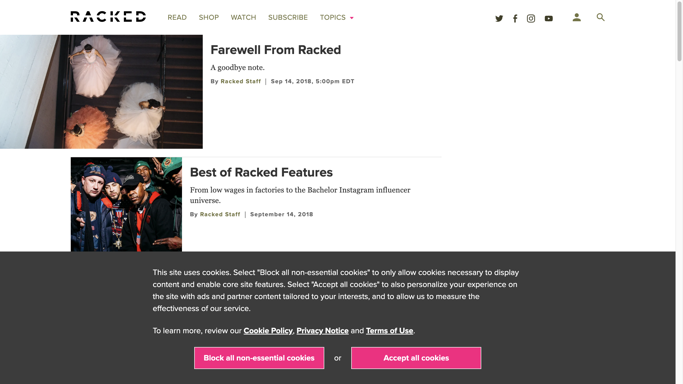 RACKED READ SHOP WATCH SUBSCRIBE TOPICS
Farewell From Racked
A goodbye note.
By Racked Staff | Sep 14, 2018, 5:00pm EDT
Best of Racked Features
From low wages in factories to the Bachelor Instagram influencer
universe.
By Racked Staff | September 14, 2018
This site uses cookies. Select "Block all non-essential cookies" to only allow cookies necessary to display
content and enable core site features. Select "Accept all cookies" to also personalize your experience on
the site with ads and partner content tailored to your interests, and to allow us to measure the
effectiveness of our service.
To learn more, review our Cookie Policy, Privacy Notice and Terms of Use.
Block all non-essential cookies or Accept all cookies